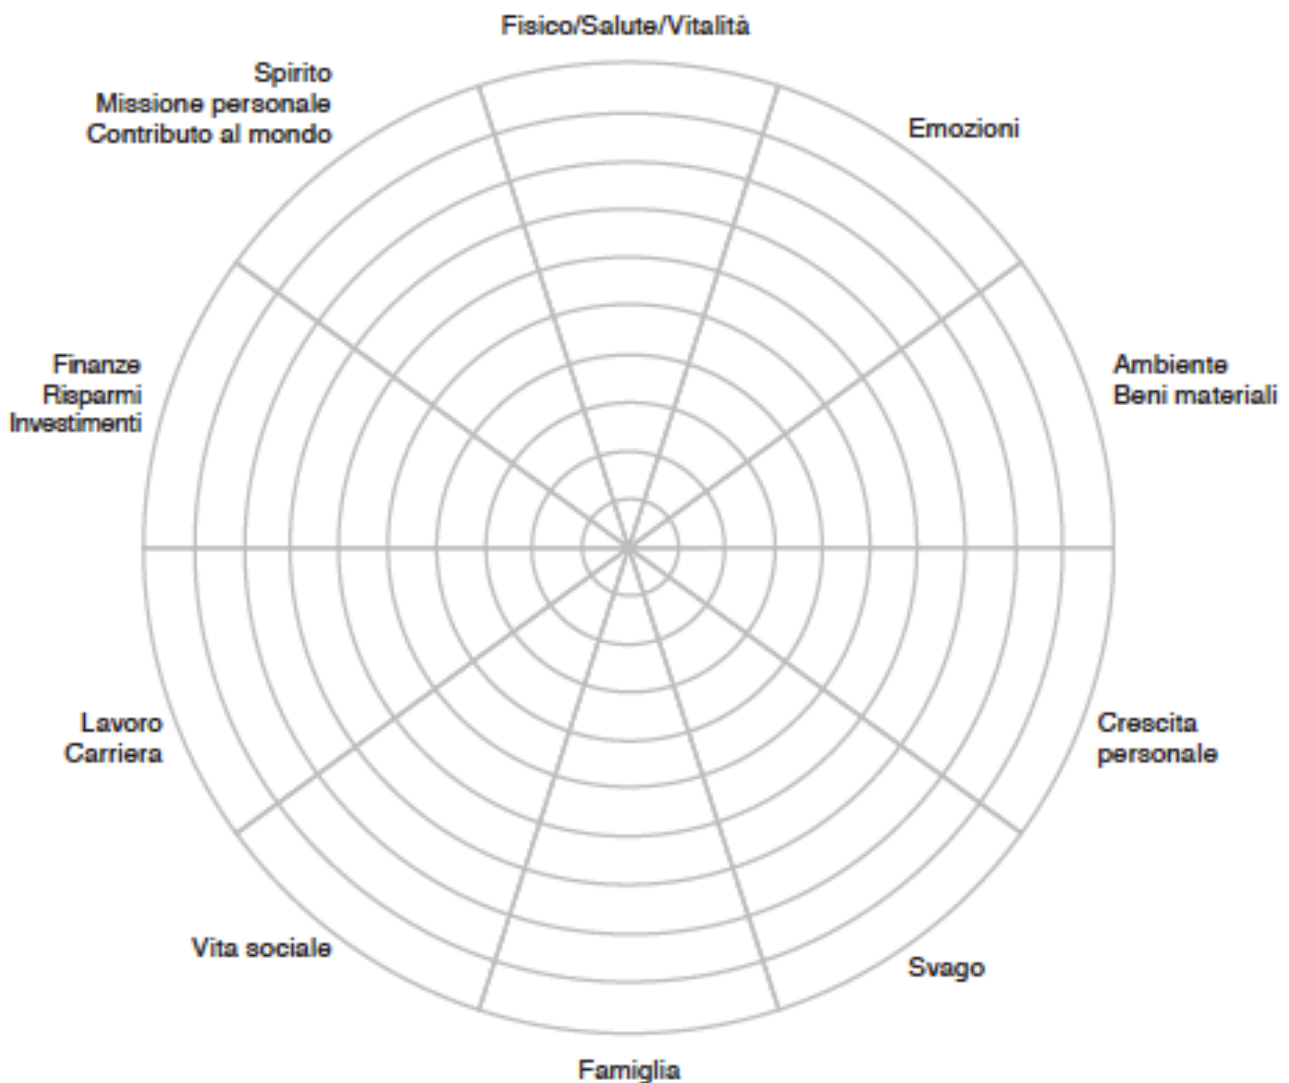 Fisico/Salute/Vitalità
Spirito
Missione personale
Contributo al mondo
Emozioni
Finanze
Risparmi
Investimenti
Ambiente
Beni materiali
Lavoro
Carriera
Crescita
personale
Vita sociale
Svago
Famiglia